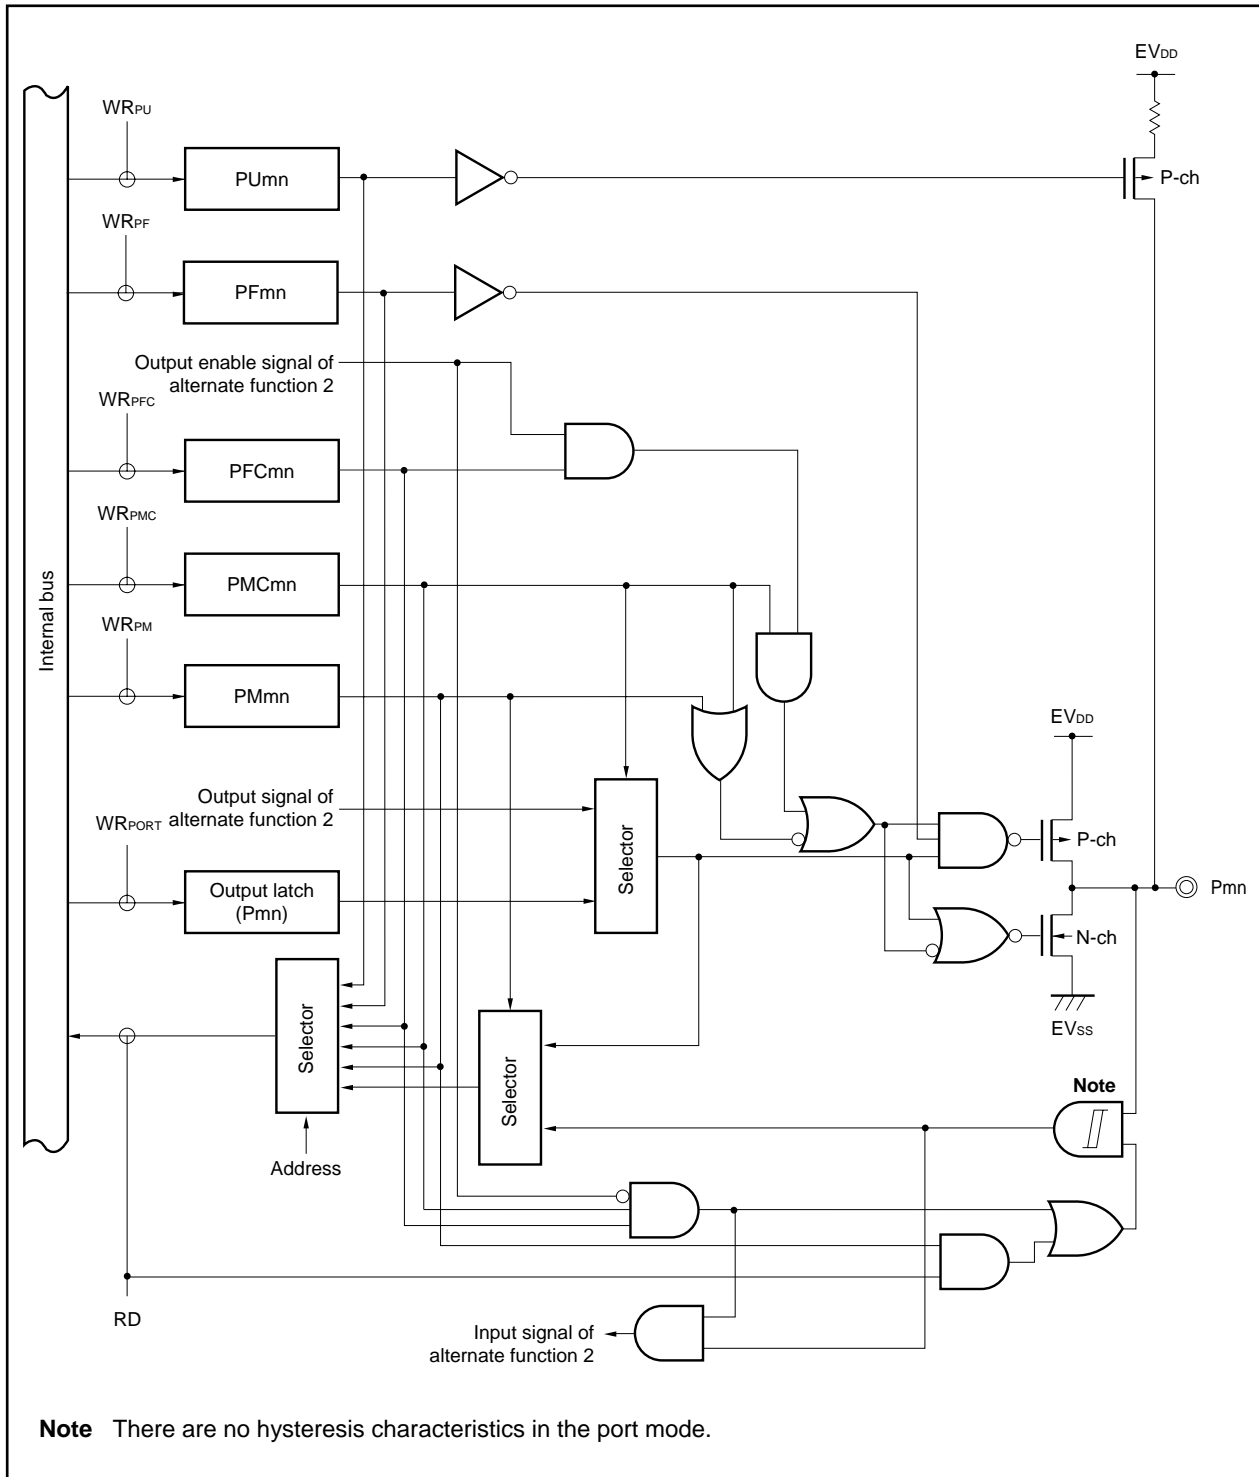 EVDD
WRPU
PUmn
P-ch
WRPF
PFmn
Output enable signal of
alternate function 2
WRPFC
PFCmn
WRPMC
PMCmn
Internal bus
WRPM
PMmn
EVDD
Output signal of
alternate function 2
WRPORT
Selector
P-ch
Output latch
(Pmn)
Pmn
N-ch
EVSS
Selector
Selector
Note
Address
RD
Input signal of
alternate function 2
Note There are no hysteresis characteristics in the port mode.